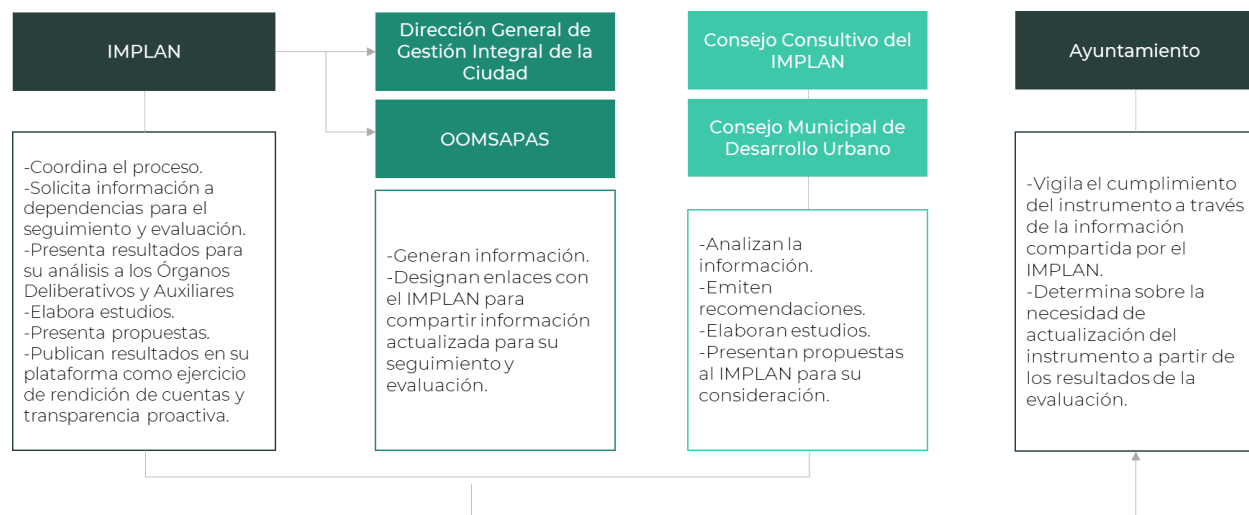 IMPLAN
-Coordina el proceso.
-Solicita información a
dependencias para el
seguimiento y evaluación.
-Presenta resultados para
su análisis a los Órganos
Deliberativos y Auxiliares
-Elabora estudios.
-Presenta propuestas.
-Publican resultados en su
plataforma como ejercicio
de rendición de cuentas y
transparencia proactiva.
Dirección General de
Gestión Integral de la
Ciudad
OOMSAPAS
-Generan información.
-Designan enlaces con
el IMPLAN para
compartir información
actualizada para su
seguimiento y
evaluación.
Consejo Consultivo del
IMPLAN
Consejo Municipal de
Desarrollo Urbano
-Analizan la
información.
-Emiten
recomendaciones.
-Elaboran estudios.
-Presentan propuestas
al IMPLAN para su
consideración.
Ayuntamiento
-Vigila el cumplimiento
del instrumento a través
de la información
compartida por el
IMPLAN.
-Determina sobre la
necesidad de
actualización del
instrumento a partir de
los resultados de la
evaluación.